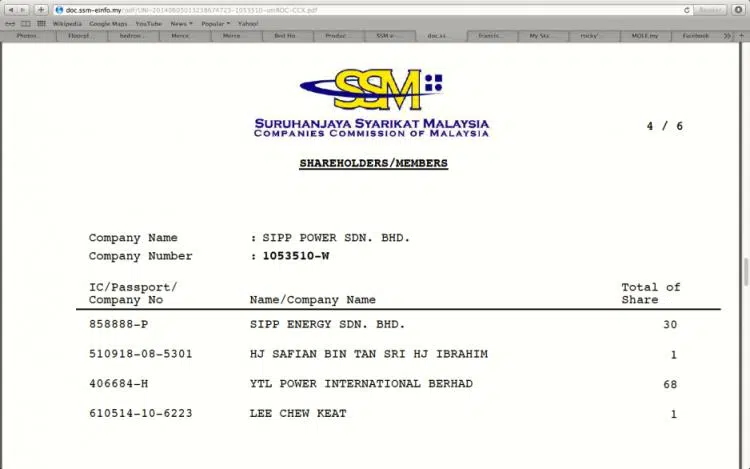 doc.ssm-einfo.my/pdf/UNI-20140605013238674723-1053510-uniROC-CCX.pdf
Reader
Wikipedia Google Maps YouTube News Popular Yahoo!
Photos.. Floorpl.. bedroo.. Merce.. Merce.. Best Ho.. Produc.. SSM e-.. doc.ss.. francis.. My Sta.. rocky'.. MOLE.my Facebook
SSM
SURUHANJAYA SYARIKAT MALAYSIA
COMPANIES COMMISSION OF MALAYSIA
4 / 6
SHAREHOLDERS/MEMBERS
Company Name : SIPP POWER SDN. BHD.
Company Number : 1053510-W
IC/Passport/ Total of
Company No Name/Company Name Share
858888-P SIPP ENERGY SDN. BHD. 30
510918-08-5301 HJ SAFIAN BIN TAN SRI HJ IBRAHIM 1
406684-H YTL POWER INTERNATIONAL BERHAD 68
610514-10-6223 LEE CHEW KEAT 1